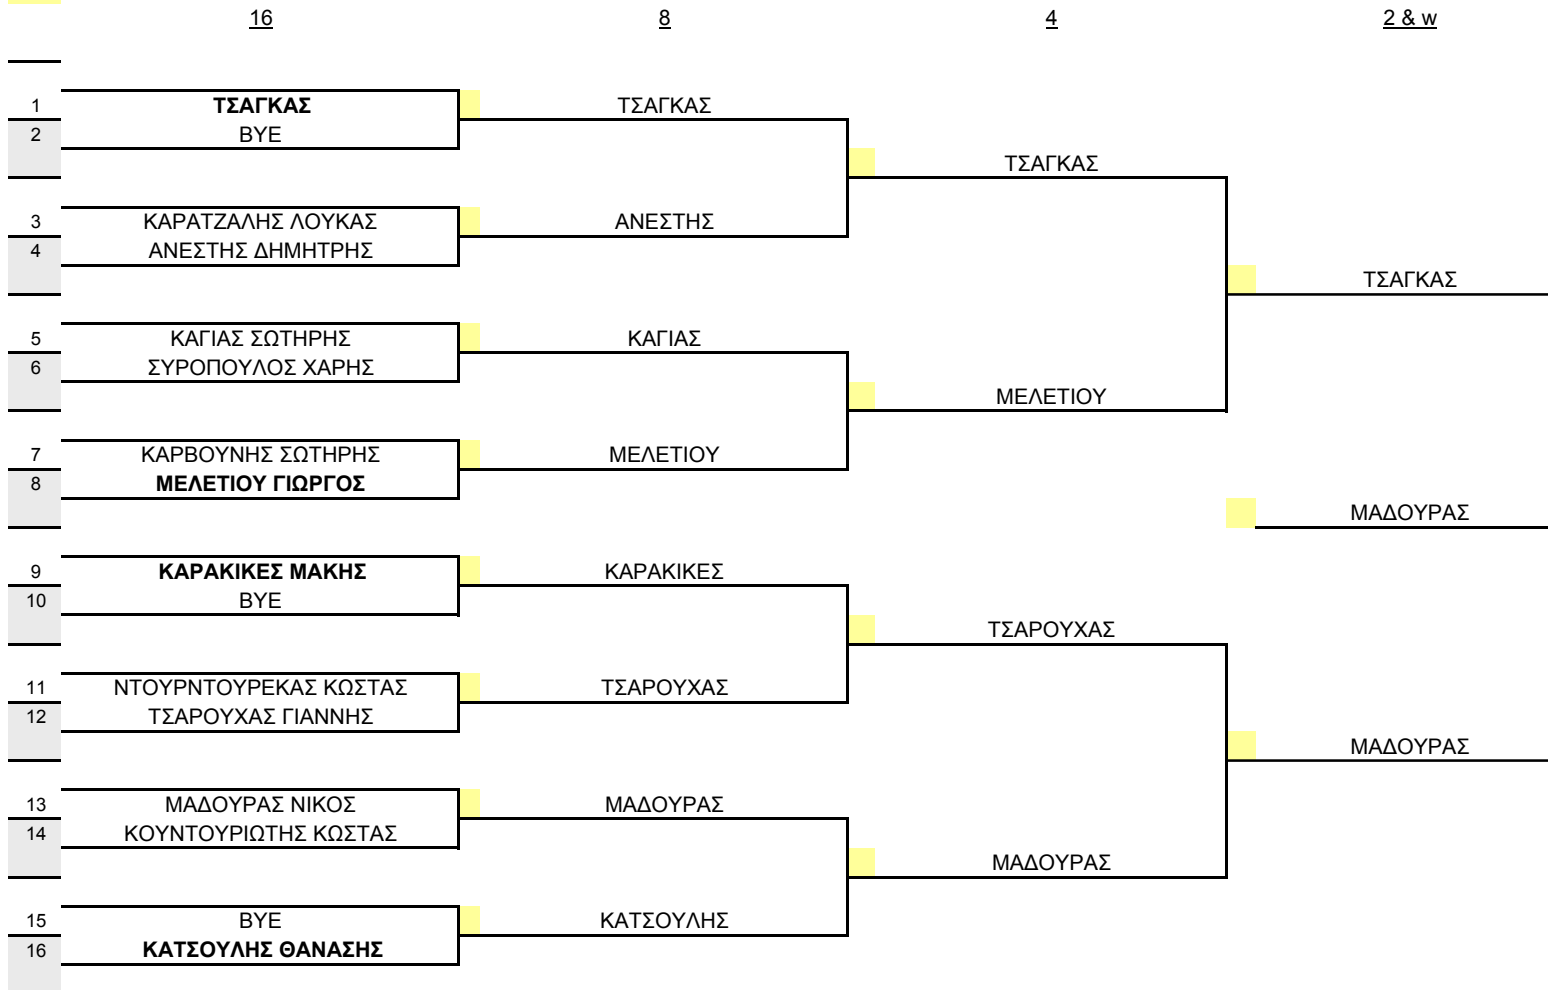 16 8 4 2 & w
1 ΤΣΑΓΚΑΣ ΤΣΑΓΚΑΣ
2 BYE
ΤΣΑΓΚΑΣ
3 ΚΑΡΑΤΖΑΛΗΣ ΛΟΥΚΑΣ ΑΝΕΣΤΗΣ
4 ΑΝΕΣΤΗΣ ΔΗΜΗΤΡΗΣ
ΤΣΑΓΚΑΣ
5 ΚΑΓΙΑΣ ΣΩΤΗΡΗΣ ΚΑΓΙΑΣ
6 ΣΥΡΟΠΟΥΛΟΣ ΧΑΡΗΣ
ΜΕΛΕΤΙΟΥ
7 ΚΑΡΒΟΥΝΗΣ ΣΩΤΗΡΗΣ ΜΕΛΕΤΙΟΥ
8 ΜΕΛΕΤΙΟΥ ΓΙΩΡΓΟΣ
ΜΑΔΟΥΡΑΣ
9 ΚΑΡΑΚΙΚΕΣ ΜΑΚΗΣ ΚΑΡΑΚΙΚΕΣ
10 BYE
ΤΣΑΡΟΥΧΑΣ
11 ΝΤΟΥΡΝΤΟΥΡΕΚΑΣ ΚΩΣΤΑΣ ΤΣΑΡΟΥΧΑΣ
12 ΤΣΑΡΟΥΧΑΣ ΓΙΑΝΝΗΣ
ΜΑΔΟΥΡΑΣ
13 ΜΑΔΟΥΡΑΣ ΝΙΚΟΣ ΜΑΔΟΥΡΑΣ
14 ΚΟΥΝΤΟΥΡΙΩΤΗΣ ΚΩΣΤΑΣ
ΜΑΔΟΥΡΑΣ
15 BYE ΚΑΤΣΟΥΛΗΣ
16 ΚΑΤΣΟΥΛΗΣ ΘΑΝΑΣΗΣ